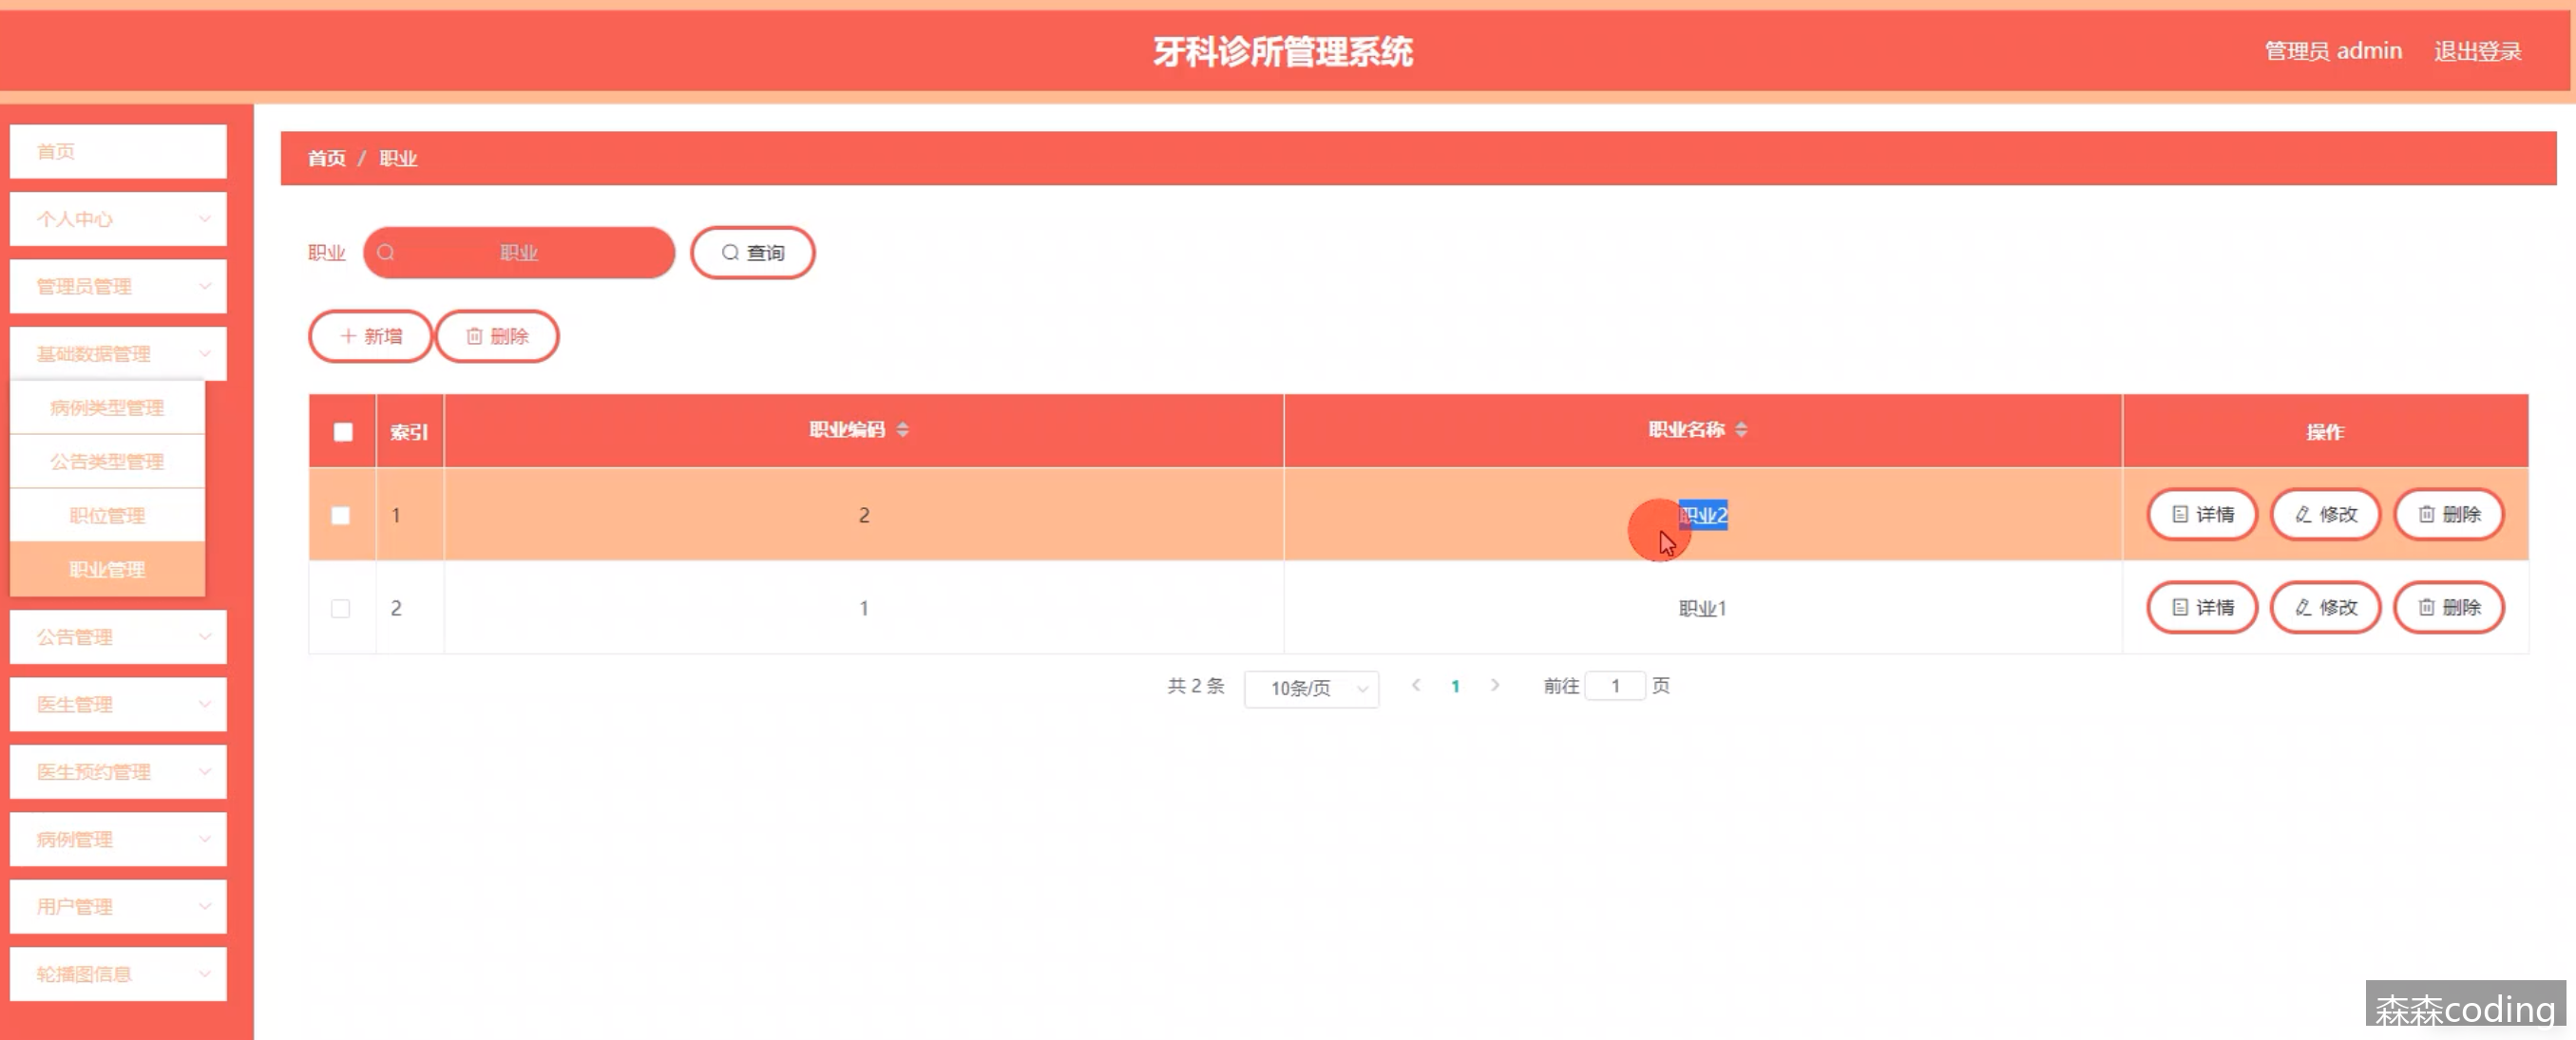 牙科诊所管理系统
管理员 admin 退出登录
首页
个人中心
管理员管理
基础数据管理
病例类型管理
公告类型管理
职位管理
职业管理
公告管理
医生管理
医生预约管理
病例管理
用户管理
轮播图信息
首页 / 职业
职业 职业 查询
新增 删除
索引 职业编码 职业名称 操作
1 2 职业2 详情 修改 删除
2 1 职业1 详情 修改 删除
共 2 条 10条/页 1 前往 1 页
森森coding